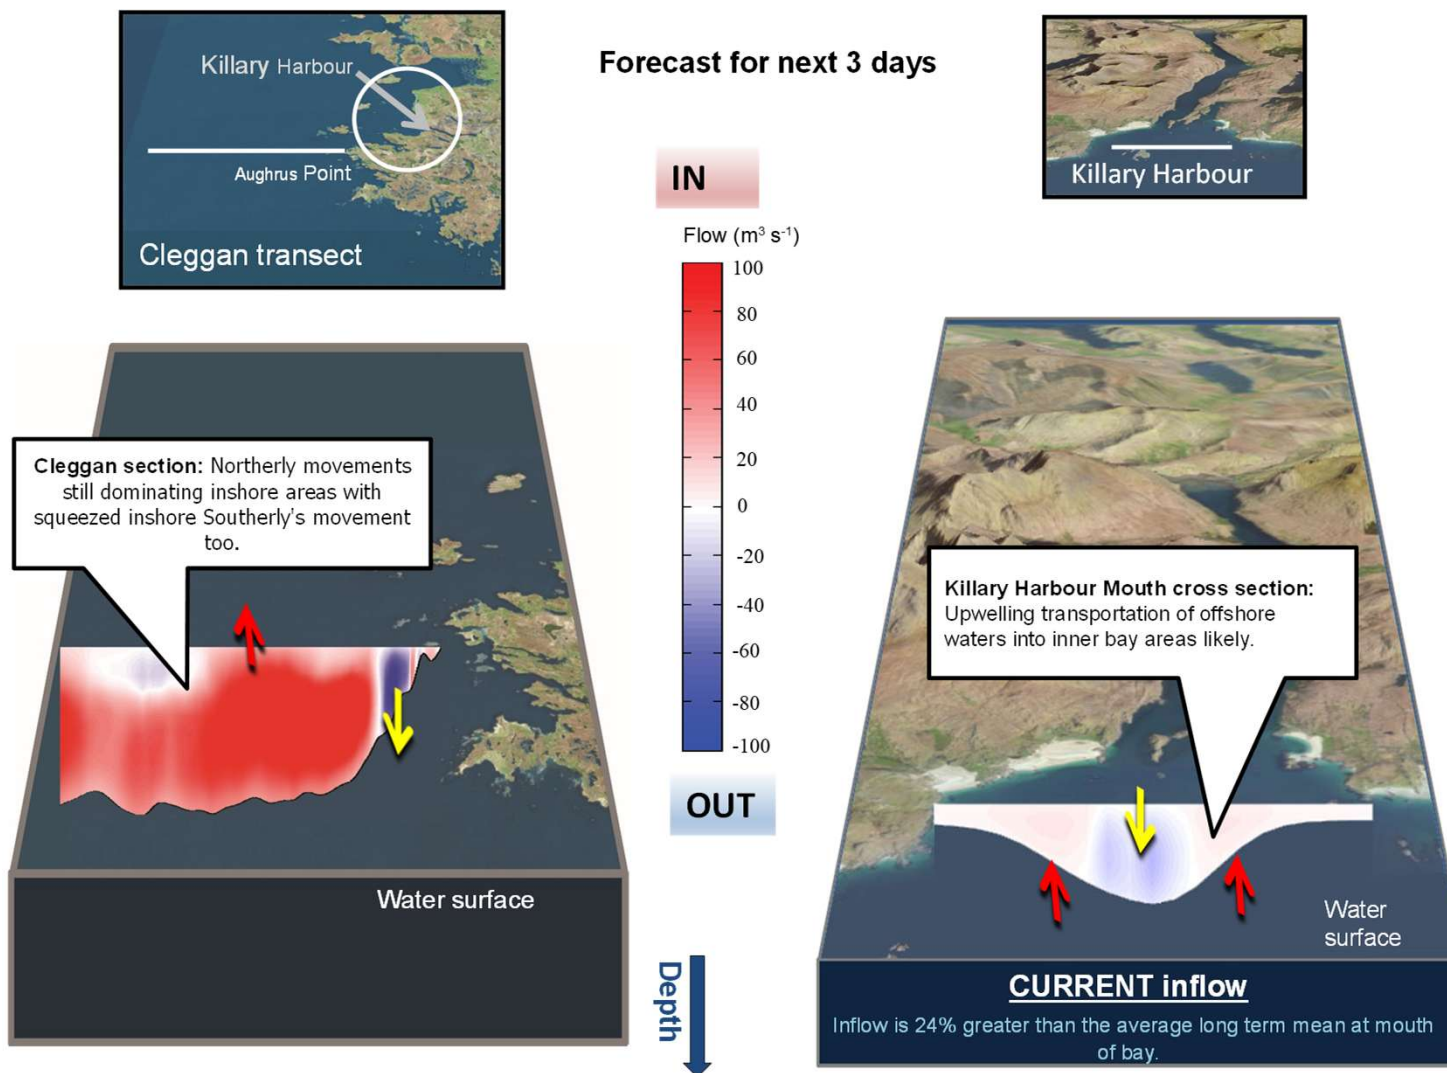 Forecast for next 3 days
Killary Harbour
Aughrus Point
Cleggan transect
Killary Harbour
IN
Flow (m³ s⁻¹)
100
80
60
40
20
0
-20
-40
-60
-80
-100
OUT
Cleggan section: Northerly movements
still dominating inshore areas with
squeezed inshore Southerly's movement
too.
Water surface
Depth
Killary Harbour Mouth cross section:
Upwelling transportation of offshore
waters into inner bay areas likely.
Water
surface
CURRENT inflow
Inflow is 24% greater than the average long term mean at mouth
of bay.